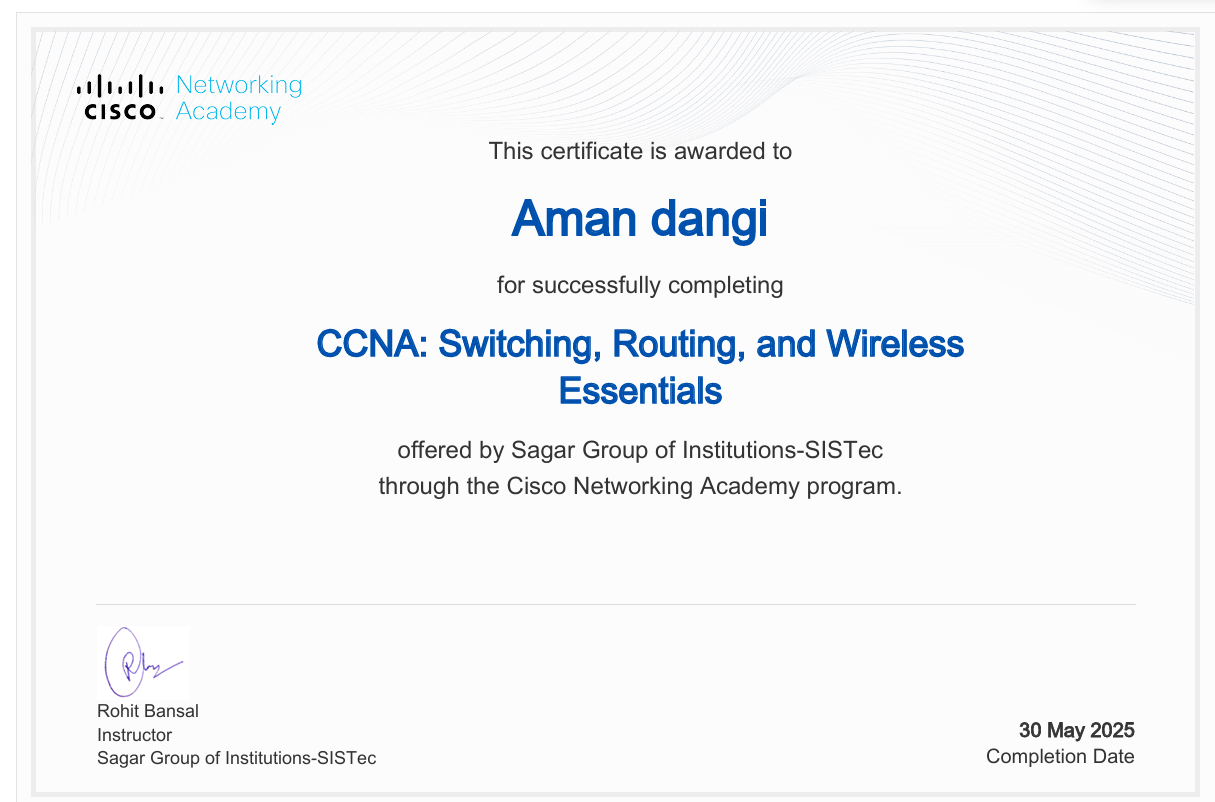 Networking
CISCO Academy
This certificate is awarded to
Aman dangi
for successfully completing
CCNA: Switching, Routing, and Wireless
Essentials
offered by Sagar Group of Institutions-SISTec
through the Cisco Networking Academy program.
Rohit Bansal
Instructor
Sagar Group of Institutions-SISTec
30 May 2025
Completion Date